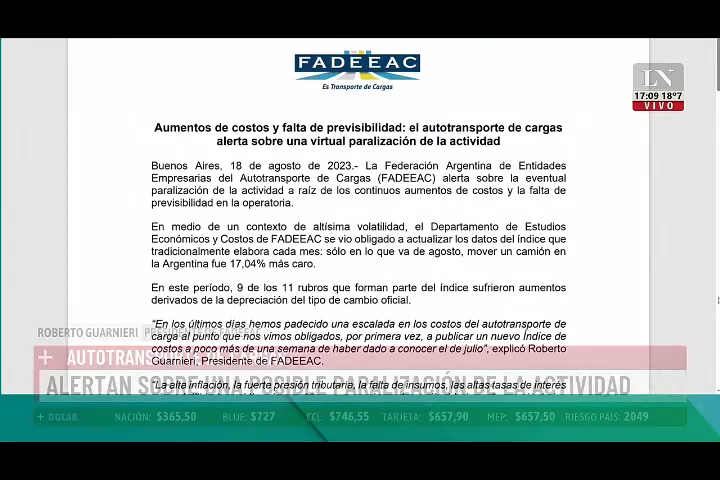 FADEEAC
Es Transporte de Cargas
LN
17:09 18º7
VIVO
Aumentos de costos y falta de previsibilidad: el autotransporte de cargas
alerta sobre una virtual paralización de la actividad
Buenos Aires, 18 de agosto de 2023.- La Federación Argentina de Entidades
Empresarias del Autotransporte de Cargas (FADEEAC) alerta sobre la eventual
paralización de la actividad a raíz de los continuos aumentos de costos y la falta de
previsibilidad en la operatoria.
En medio de un contexto de altísima volatilidad, el Departamento de Estudios
Económicos y Costos de FADEEAC se vio obligado a actualizar los datos del índice que
tradicionalmente elabora cada mes: sólo en lo que va de agosto, mover un camión en
la Argentina fue 17,04% más caro.
En este período, 9 de los 11 rubros que forman parte del índice sufrieron aumentos
derivados de la depreciación del tipo de cambio oficial.
"En los últimos días hemos padecido una escalada en los costos del autotransporte de
carga al punto que nos vimos obligados, por primera vez, a publicar un nuevo Índice de
costos a poco más de una semana de haber dado a conocer el de julio", explicó Roberto
Guarnieri, Presidente de FADEEAC.
"La alta inflación, la fuerte presión tributaria, la falta de insumos, las altas tasas de interés
ROBERTO GUARNIERI PRESIDENTE DE FADEEAC
+ AUTOTRANS
ALERTAN SOBRE UNA POSIBLE PARALIZACIÓN DE LA ACTIVIDAD
+ DOLAR NACIÓN: $365,50 BLUE: $727 CCL: $746,55 TARJETA: $657,90 MEP: $657,50 RIESGO PAÍS: 2049